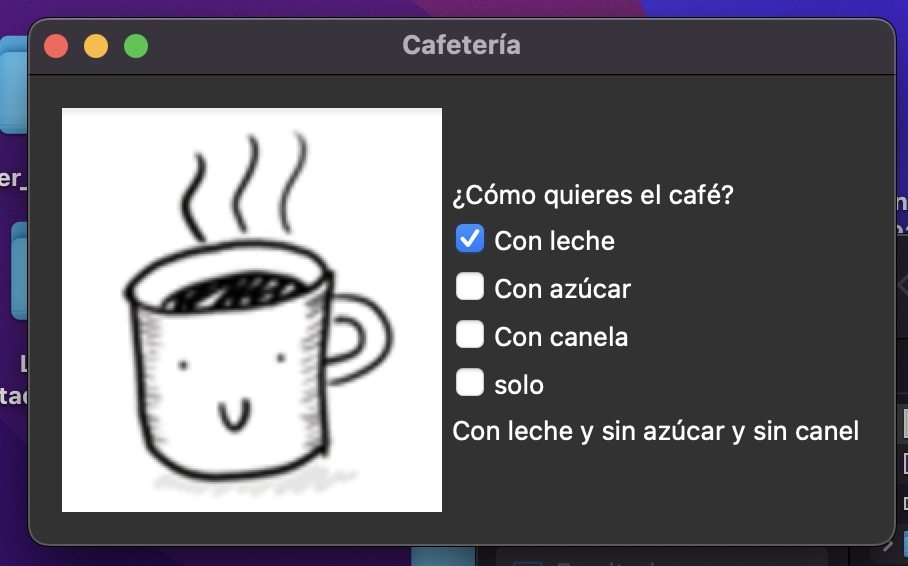 Cafetería
¿Cómo quieres el café?
Con leche
Con azúcar
Con canela
solo
Con leche y sin azúcar y sin canel